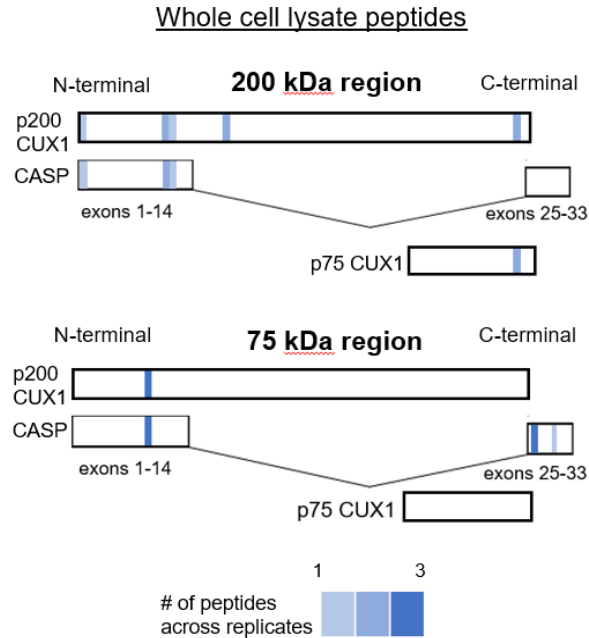 Whole cell lysate peptides
N-terminal
200 kDa region
C-terminal
p200
CUX1
CASP
exons 1-14
exons 25-33
p75 CUX1
N-terminal
75 kDa region
C-terminal
p200
CUX1
CASP
exons 1-14
exons 25-33
p75 CUX1
1
3
# of peptides
across replicates